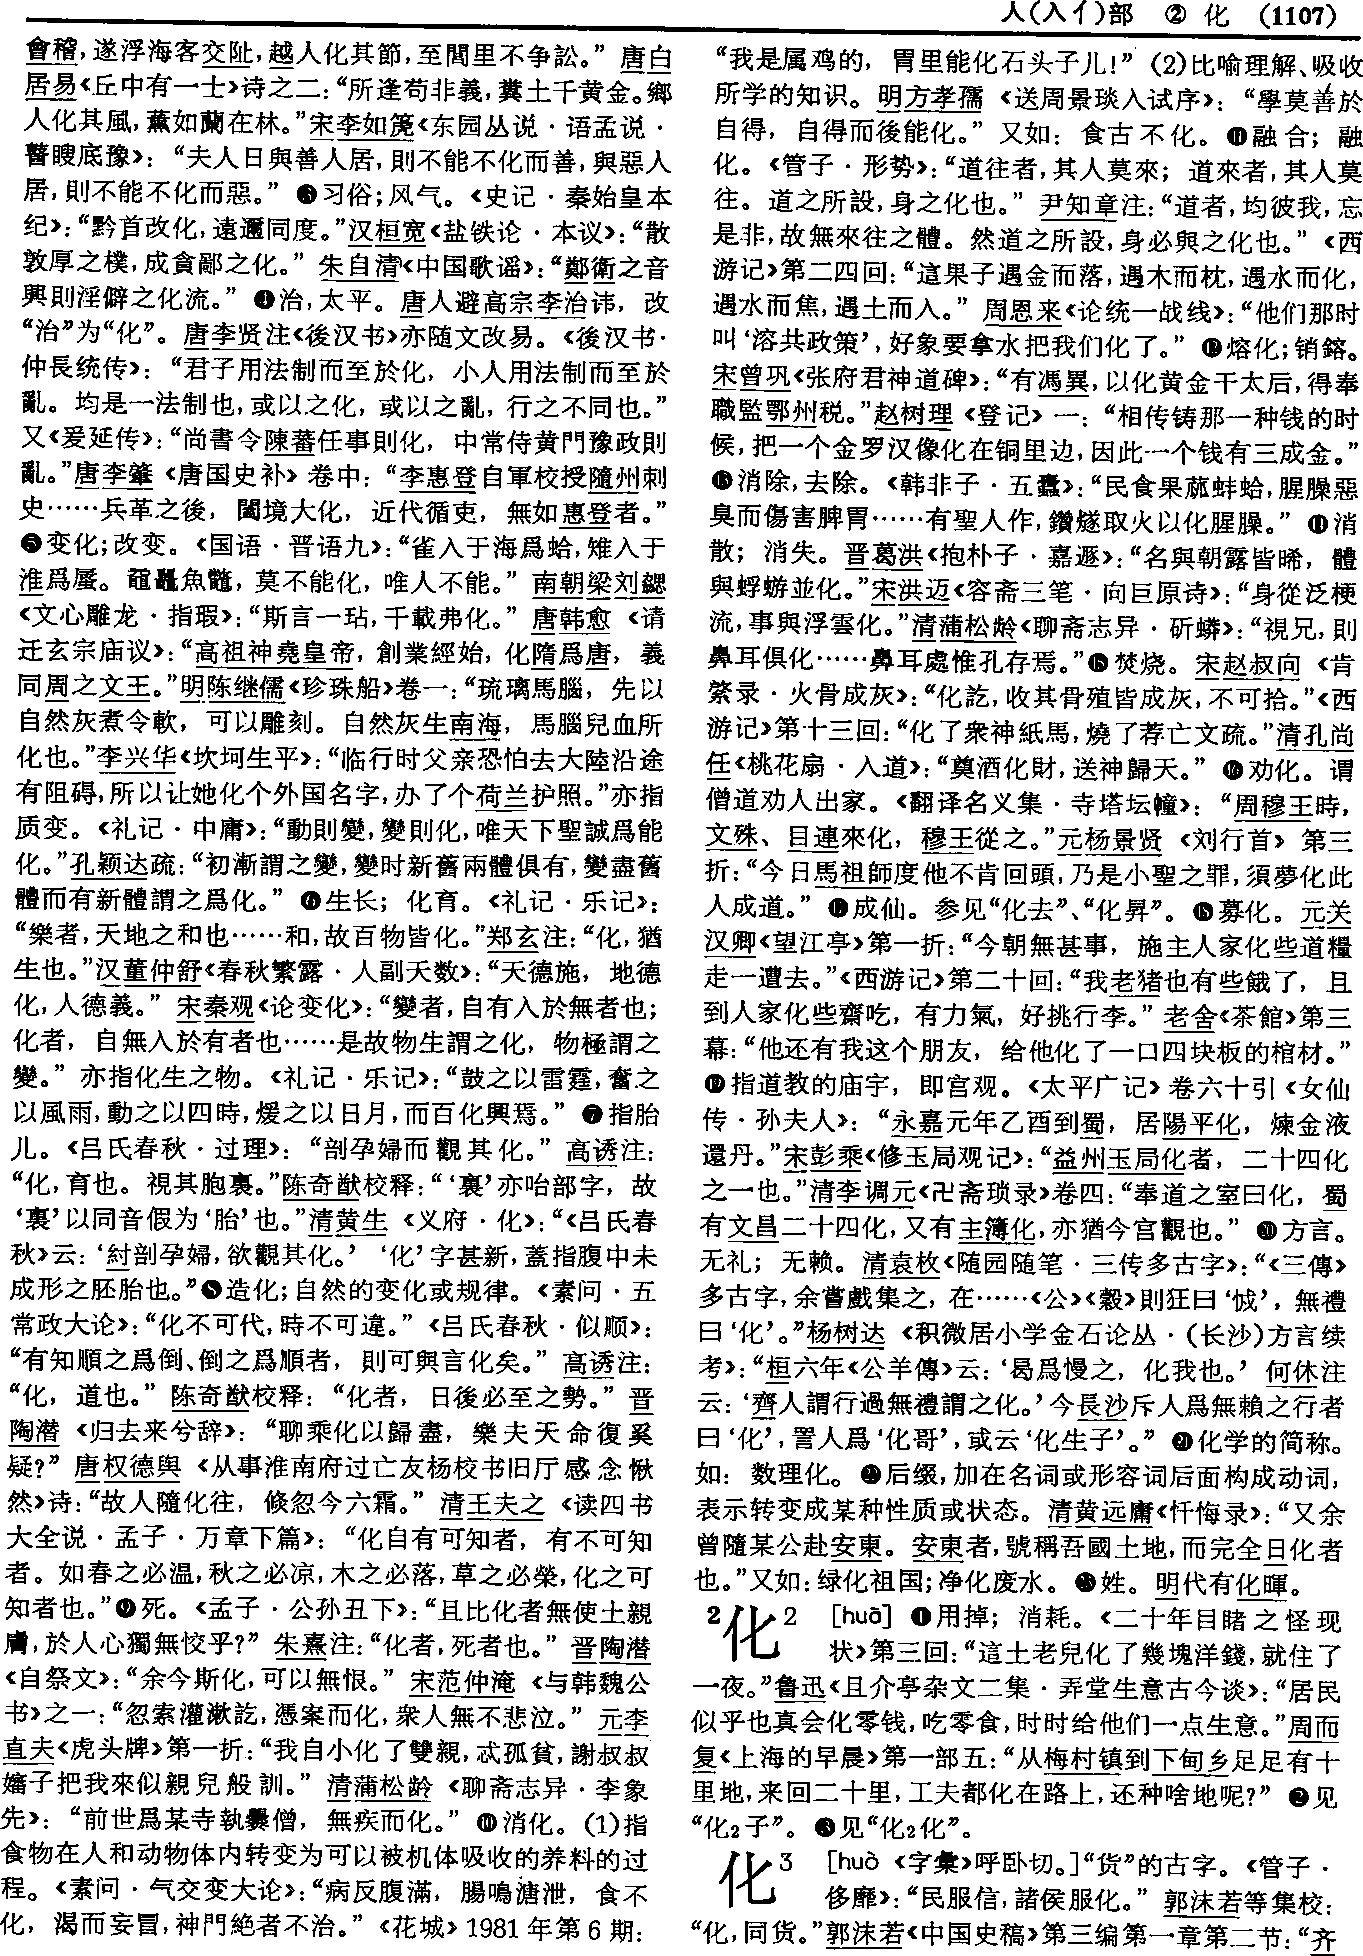 人(入亻)部 ② 化 (1107)
會稽，遂浮海客交阯，越人化其節，至閭里不争訟。”唐白
居易《丘中有一士》诗之二：“所逢苟非義，糞土千黄金。鄉
人化其風，薰如蘭在林。”宋李如篪《东园丛说·语孟说·
瞽瞍底豫》：“夫人日與善人居，則不能不化而善，與惡人
居，則不能不化而惡。”❸习俗；风气。《史记·秦始皇本
纪》：“黔首改化，遠邇同度。”汉桓宽《盐铁论·本议》：“散
敦厚之樸，成貪鄙之化。”朱自清《中国歌谣》：“鄭衛之音
興則淫僻之化流。”❹治，太平。唐人避高宗李治讳，改
“治”为“化”。唐李贤注《後汉书》亦随文改易。《後汉书·
仲長统传》：“君子用法制而至於化，小人用法制而至於
亂。均是一法制也，或以之化，或以之亂，行之不同也。”
又《爰延传》：“尚書令陳蕃任事則化，中常侍黄門豫政則
亂。”唐李肇《唐国史补》卷中：“李惠登自軍校授隨州刺
史……兵革之後，闔境大化，近代循吏，無如惠登者。”
❺变化；改变。《国语·晋语九》：“雀入于海爲蛤，雉入于
淮爲蜃。黿鼉魚鼈，莫不能化，唯人不能。”南朝梁刘勰
《文心雕龙·指瑕》：“斯言一玷，千載弗化。”唐韩愈《请
迁玄宗庙议》：“高祖神堯皇帝，創業經始，化隋爲唐，義
同周之文王。”明陈继儒《珍珠船》卷一：“琉璃馬腦，先以
自然灰煮令軟，可以雕刻。自然灰生南海，馬腦兒血所
化也。”李兴华《坎坷生平》：“临行时父亲恐怕去大陸沿途
有阻碍，所以让她化个外国名字，办了个荷兰护照。”亦指
质变。《礼记·中庸》：“動則變，變則化，唯天下聖誠爲能
化。”孔颖达疏：“初漸謂之變，變时新舊兩體俱有，變盡舊
體而有新體謂之爲化。”❻生长；化育。《礼记·乐记》：
“樂者，天地之和也……和，故百物皆化。”郑玄注：“化，猶
生也。”汉董仲舒《春秋繁露·人副天数》：“天德施，地德
化，人德義。”宋秦观《论变化》：“變者，自有入於無者也；
化者，自無入於有者也……是故物生謂之化，物極謂之
變。”亦指化生之物。《礼记·乐记》：“鼓之以雷霆，奮之
以風雨，動之以四時，煖之以日月，而百化興焉。”❼指胎
儿。《吕氏春秋·过理》：“剖孕婦而觀其化。”高诱注：
“化，育也。視其胞裹。”陈奇猷校释：“‘裹’亦咍部字，故
‘裹’以同音假为‘胎’也。”清黄生《义府·化》：“《吕氏春
秋》云：‘紂剖孕婦，欲觀其化。’‘化’字甚新，蓋指腹中未
成形之胚胎也。”❽造化；自然的变化或规律。《素问·五
常政大论》：“化不可代，時不可違。”《吕氏春秋·似顺》：
“有知順之爲倒、倒之爲順者，則可與言化矣。”高诱注：
“化，道也。”陈奇猷校释：“化者，日後必至之勢。”晋
陶潜《归去来兮辞》：“聊乘化以歸盡，樂夫天命復奚
疑？”唐权德舆《从事淮南府过亡友杨校书旧厅感念愀
然》诗：“故人隨化往，倏忽今六霜。”清王夫之《读四书
大全说·孟子·万章下篇》：“化自有可知者，有不可知
者。如春之必温，秋之必凉，木之必落，草之必榮，化之可
知者也。”❾死。《孟子·公孙丑下》：“且比化者無使土親
膚，於人心獨無恔乎？”朱熹注：“化者，死者也。”晋陶潜
《自祭文》：“余今斯化，可以無恨。”宋范仲淹《与韩魏公
书》之一：“忽索灌漱訖，憑案而化，衆人無不悲泣。”元李
直夫《虎头牌》第一折：“我自小化了雙親，忒孤貧，謝叔叔
嬸子把我來似親兒般訓。”清蒲松龄《聊斋志异·李象
先》：“前世爲某寺執爨僧，無疾而化。”❿消化。(1)指
食物在人和动物体内转变为可以被机体吸收的养料的过
程。《素问·气交变大论》：“病反腹滿，腸鳴溏泄，食不
化，渴而妄冒，神門絶者不治。”《花城》1981年第6期：
“我是属鸡的，胃里能化石头子儿！”(2)比喻理解、吸收
所学的知识。明方孝孺《送周景琰入试序》：“學莫善於
自得，自得而後能化。”又如：食古不化。⓫融合；融
化。《管子·形势》：“道往者，其人莫來；道來者，其人莫
往。道之所設，身之化也。”尹知章注：“道者，均彼我，忘
是非，故無來往之體。然道之所設，身必與之化也。”《西
游记》第二四回：“這果子遇金而落，遇木而枕，遇水而化，
遇水而焦，遇土而入。”周恩来《论统一战线》：“他们那时
叫‘溶共政策’，好象要拿水把我们化了。”⓬熔化；销鎔。
宋曾巩《张府君神道碑》：“有馮異，以化黄金干太后，得奉
職監鄂州税。”赵树理《登记》一：“相传铸那一种钱的时
候，把一个金罗汉像化在铜里边，因此一个钱有三成金。”
⓭消除，去除。《韩非子·五蠹》：“民食果蓏蚌蛤，腥臊惡
臭而傷害脾胃……有聖人作，鑽燧取火以化腥臊。”⓮消
散；消失。晋葛洪《抱朴子·嘉遯》：“名與朝露皆晞，體
與蜉蝣並化。”宋洪迈《容斋三笔·向巨原诗》：“身從泛梗
流，事與浮雲化。”清蒲松龄《聊斋志异·斫蟒》：“視兄，則
鼻耳俱化……鼻耳處惟孔存焉。”⓯焚烧。宋赵叔向《肯
綮录·火骨成灰》：“化訖，收其骨殖皆成灰，不可拾。”《西
游记》第十三回：“化了衆神紙馬，燒了荐亡文疏。”清孔尚
任《桃花扇·入道》：“奠酒化財，送神歸天。”⓰劝化。谓
僧道劝人出家。《翻译名义集·寺塔坛幢》：“周穆王時，
文殊、目連來化，穆王從之。”元杨景贤《刘行首》第三
折：“今日馬祖師度他不肯回頭，乃是小聖之罪，須夢化此
人成道。”⓱成仙。参见“化去”、“化昇”。⓲募化。元关
汉卿《望江亭》第一折：“今朝無甚事，施主人家化些道糧
走一遭去。”《西游记》第二十回：“我老猪也有些餓了，且
到人家化些齋吃，有力氣，好挑行李。”老舍《茶館》第三
幕：“他还有我这个朋友，给他化了一口四块板的棺材。”
⓳指道教的庙宇，即宫观。《太平广记》卷六十引《女仙
传·孙夫人》：“永嘉元年乙酉到蜀，居陽平化，煉金液
還丹。”宋彭乘《修玉局观记》：“益州玉局化者，二十四化
之一也。”清李调元《卍斋琐录》卷四：“奉道之室曰化，蜀
有文昌二十四化，又有主簿化，亦猶今宫觀也。”⓴方言。
无礼；无赖。清袁枚《随园随笔·三传多古字》：“《三傳》
多古字，余嘗戲集之，在……《公》《穀》則狂曰‘怴’，無禮
曰‘化’。”杨树达《积微居小学金石论丛·(长沙)方言续
考》：“桓六年《公羊傳》云：‘曷爲慢之，化我也。’何休注
云：‘齊人謂行過無禮謂之化。’今長沙斥人爲無賴之行者
曰‘化’，詈人爲‘化哥’，或云‘化生子’。”㉑化学的简称。
如：数理化。㉒后缀，加在名词或形容词后面构成动词，
表示转变成某种性质或状态。清黄远庸《忏悔录》：“又余
曾隨某公赴安東。安東者，號稱吾國土地，而完全日化者
也。”又如：绿化祖国；净化废水。㉓姓。明代有化暉。
2化2 [huā] ❶用掉；消耗。《二十年目睹之怪现
状》第三回：“這土老兒化了幾塊洋錢，就住了
一夜。”鲁迅《且介亭杂文二集·弄堂生意古今谈》：“居民
似乎也真会化零钱，吃零食，时时给他们一点生意。”周而
复《上海的早晨》第一部五：“从梅村镇到下甸乡足足有十
里地，来回二十里，工夫都化在路上，还种啥地呢？”❷见
“化2子”。❸见“化2化”。
化3 [huò 《字彙》呼卧切。]“货”的古字。《管子·
侈靡》：“民服信，諸侯服化。”郭沫若等集校：
“化，同货。”郭沫若《中国史稿》第三编第一章第二节：“齐